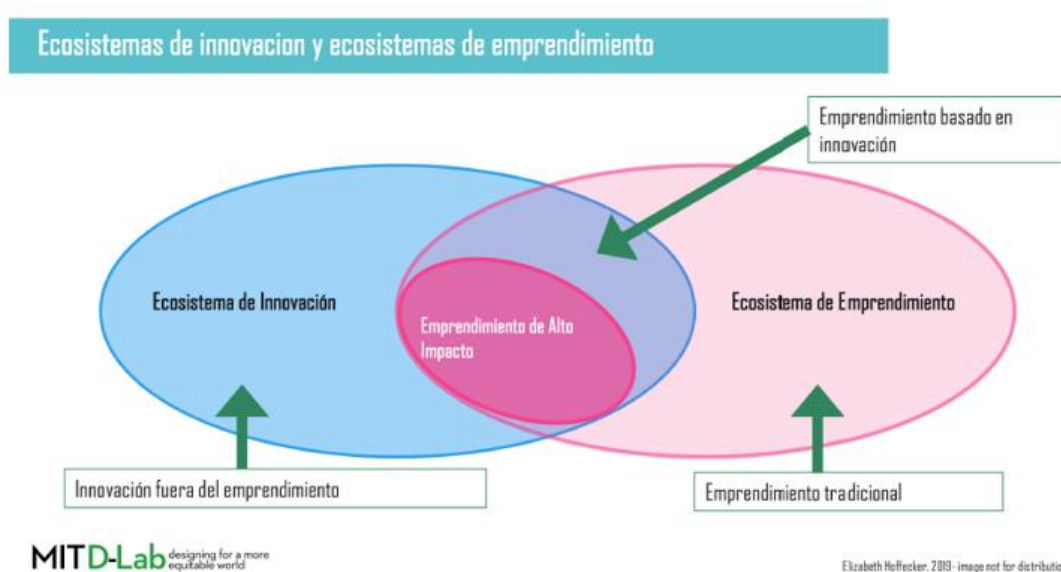 Ecosistemas de innovacion y ecosistemas de emprendimiento
Emprendimiento basado en
innovación
Ecosistema de Innovación
Ecosistema de Emprendimiento
Emprendimiento de Alto
Impacto
Innovación fuera del emprendimiento
Emprendimiento tradicional
MIT D-Lab
designing for a more
equitable world
Elizabeth Hoffecker, 2019- image not for distributio